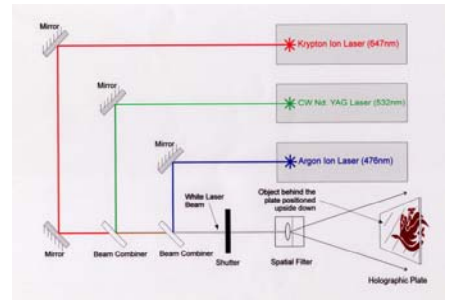 Krypton Ion Laser (647nm)
Mirror
Mirror
CW Nd: YAG Laser (532nm)
Mirror
Argon Ion Laser (476nm)
White Laser
Beam
Object behind the
plate positioned
upside down
Mirror
Beam Combiner
Beam Combiner
Shutter
Spatial Filter
Holographic Plate